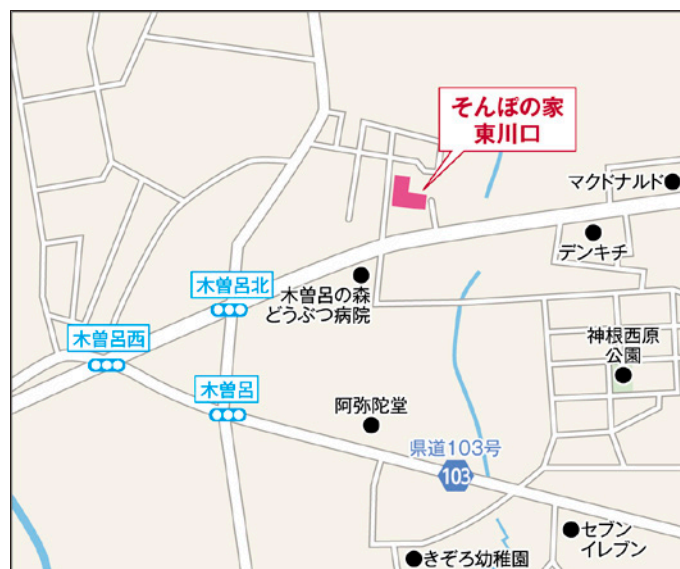 そんぽの家
東川口
マクドナルド
デンキチ
木曽呂北
木曽呂の森
どうぶつ病院
木曽呂西
神根西原
公園
木曽呂
阿弥陀堂
県道103号
103
セブン
イレブン
きぞろ幼稚園